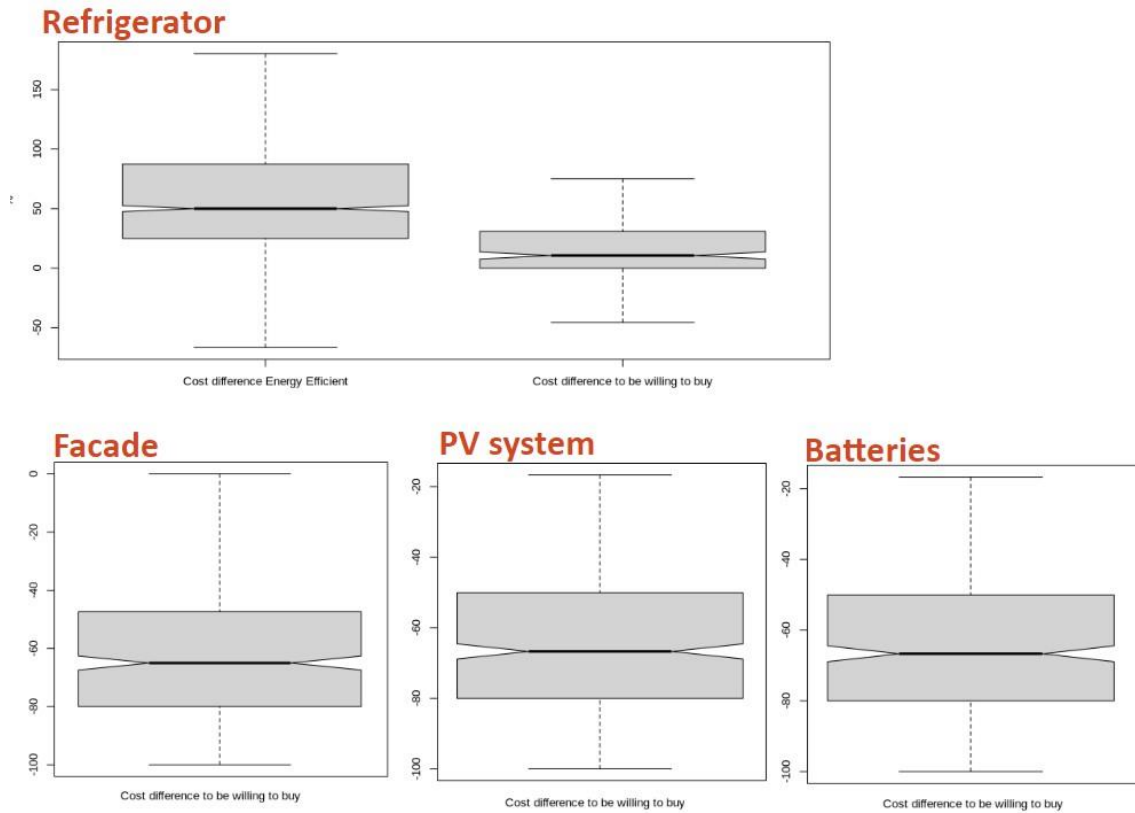 Refrigerator
150
100
50
0
-50
Cost difference Energy Efficient
Cost difference to be willing to buy
Facade
0
-20
-40
-60
-80
-100
Cost difference to be willing to buy
PV system
-20
-40
-60
-80
-100
Cost difference to be willing to buy
Batteries
-20
-40
-60
-80
-100
Cost difference to be willing to buy